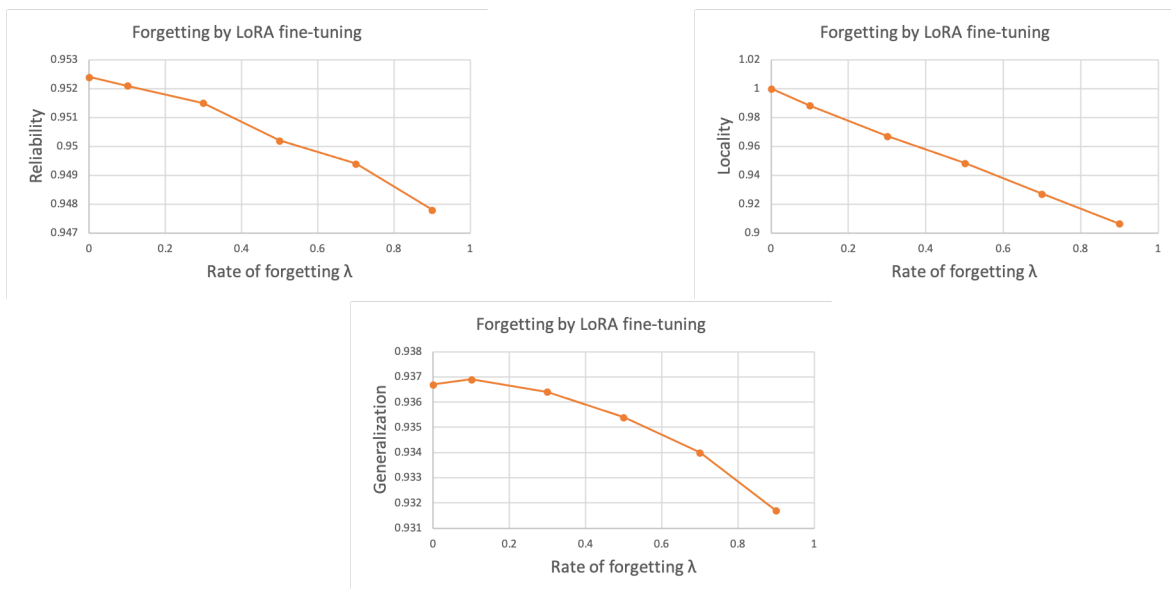 Forgetting by LoRA fine-tuning
0.953
0.952
0.951
0.95
0.949
0.948
0.947
Reliability
0 0.2 0.4 0.6 0.8 1
Rate of forgetting λ
Forgetting by LoRA fine-tuning
1.02
1
0.98
0.96
0.94
0.92
0.9
Locality
0 0.2 0.4 0.6 0.8 1
Rate of forgetting λ
Forgetting by LoRA fine-tuning
0.938
0.937
0.936
0.935
0.934
0.933
0.932
0.931
Generalization
0 0.2 0.4 0.6 0.8 1
Rate of forgetting λ